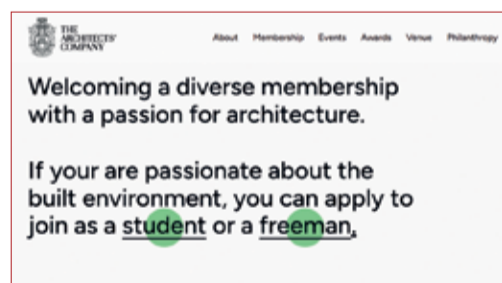 THE
ARCHITECTS'
COMPANY
About Membership Events Awards Venue Philanthropy
Welcoming a diverse membership
with a passion for architecture.
If your are passionate about the
built environment, you can apply to
join as a student or a freeman.